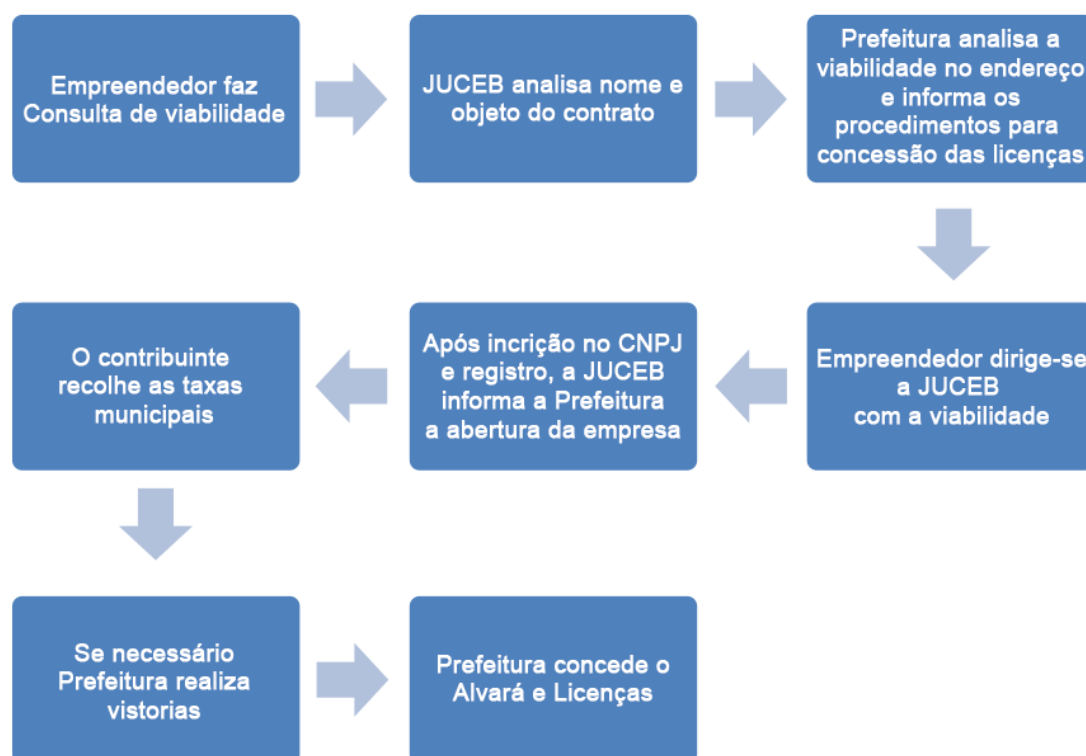 Empreendedor faz
Consulta de viabilidade
JUCEB analisa nome e
objeto do contrato
Prefeitura analisa a
viabilidade no endereço
e informa os
procedimentos para
concessão das licenças
Empreendedor dirige-se
a JUCEB
com a viabilidade
Após incrição no CNPJ
e registro, a JUCEB
informa a Prefeitura
a abertura da empresa
O contribuinte
recolhe as taxas
municipais
Se necessário
Prefeitura realiza
vistorias
Prefeitura concede o
Alvará e Licenças